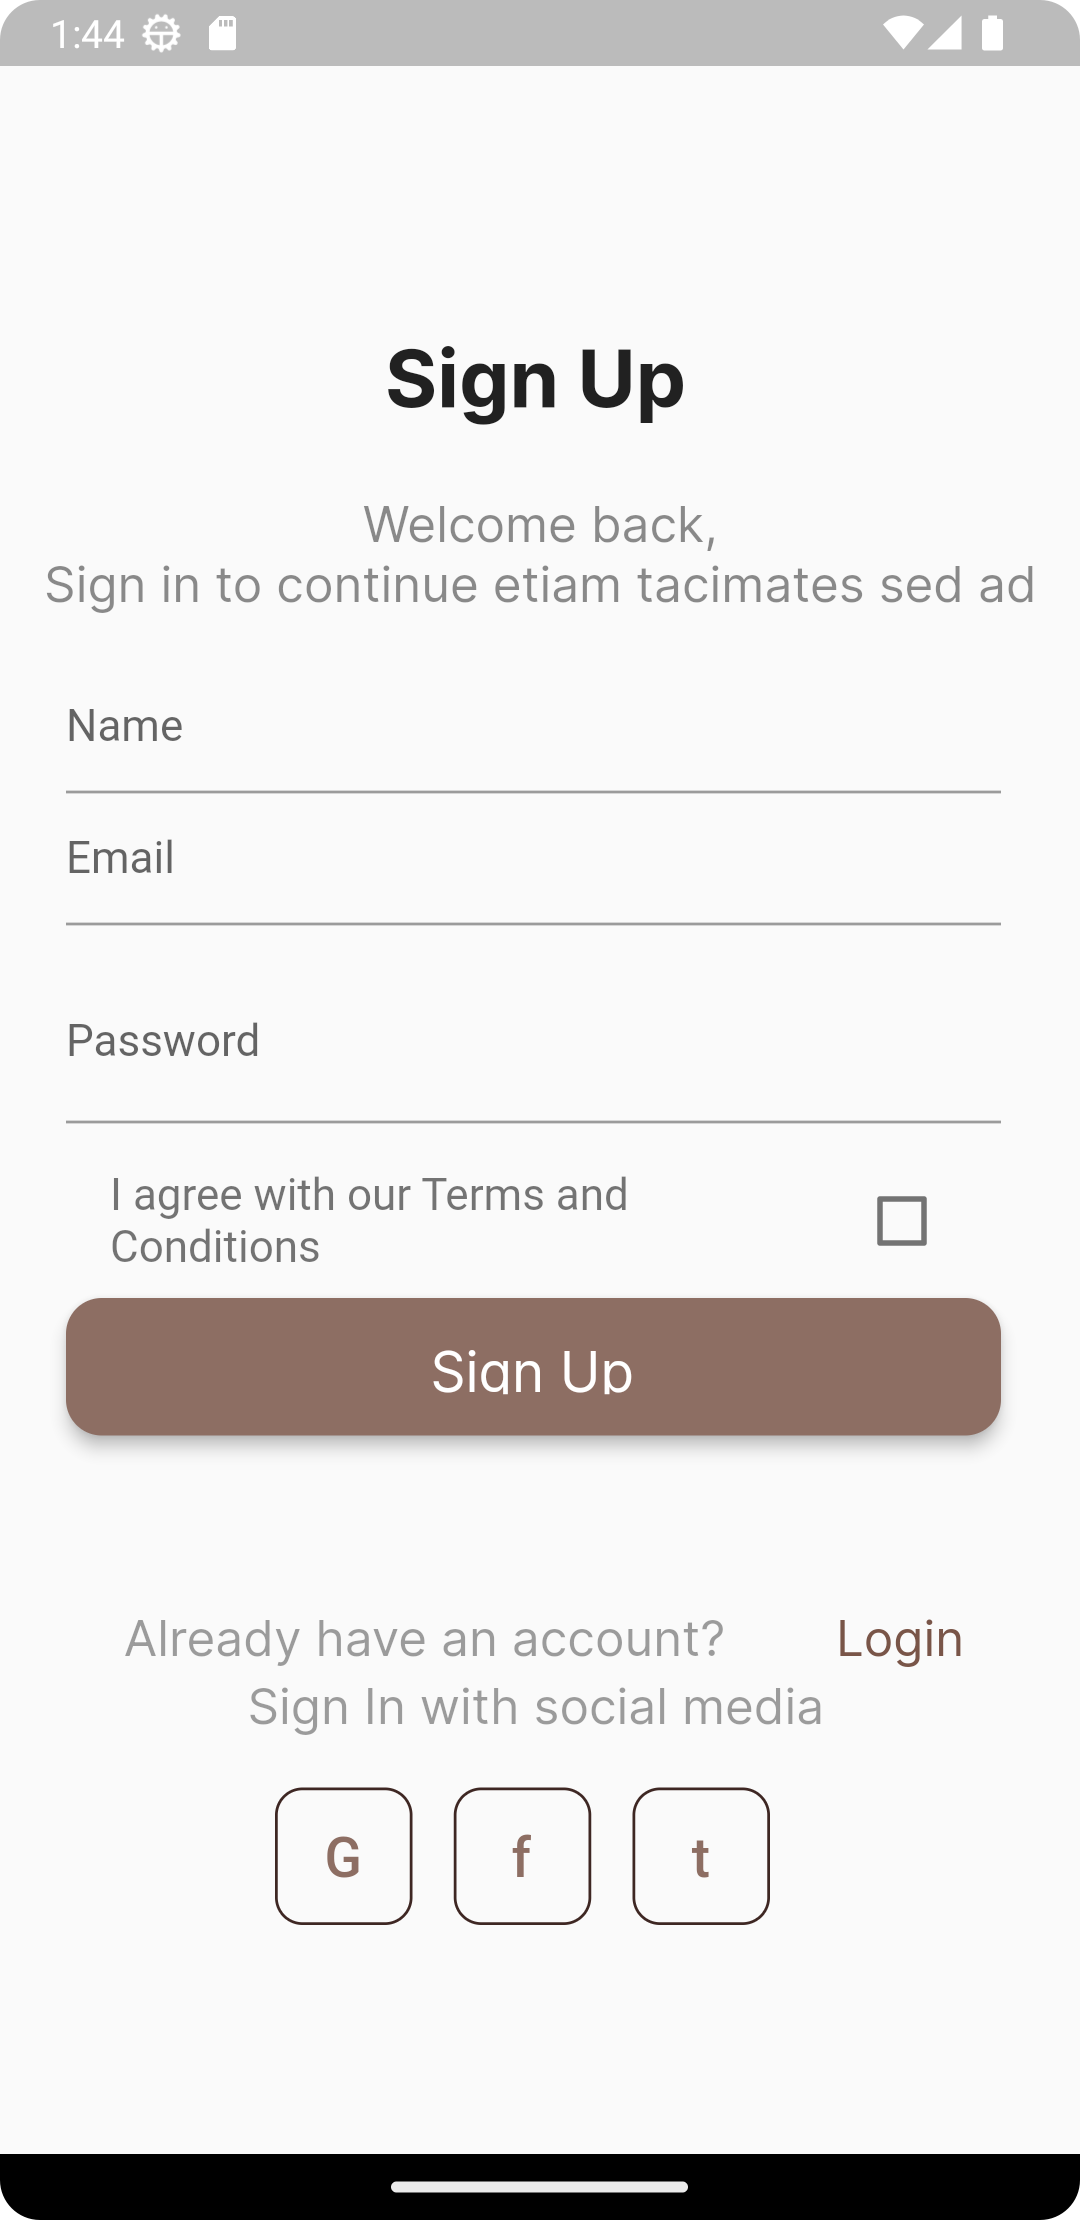 1:44
Sign Up
Welcome back,
Sign in to continue etiam tacimates sed ad
Name
Email
Password
I agree with our Terms and
Conditions
Sign Up
Already have an account? Login
Sign In with social media
G f t